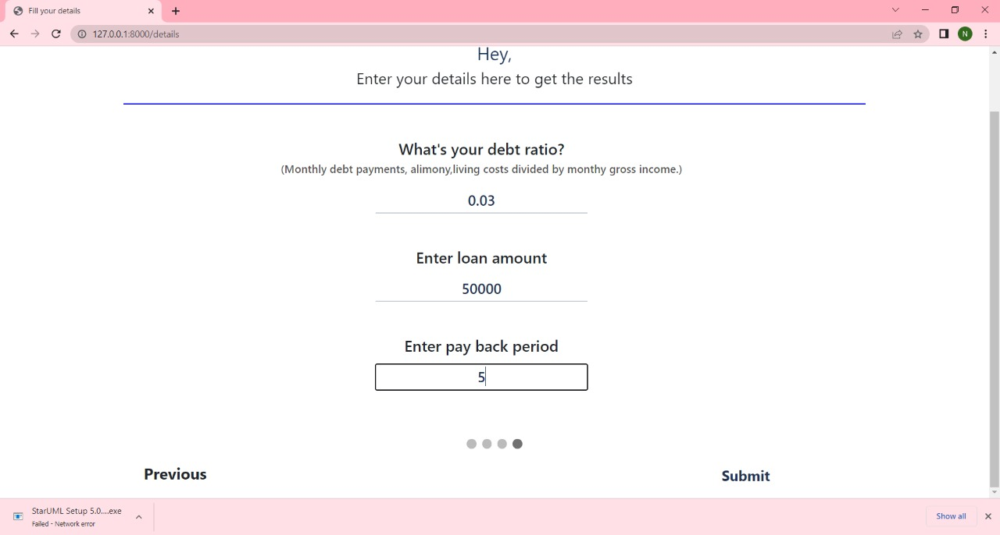 Fill your details
127.0.0.1:8000/details
N
Hey,
Enter your details here to get the results
What's your debt ratio?
(Monthly debt payments, alimony,living costs divided by monthy gross income.)
0.03
Enter loan amount
50000
Enter pay back period
5
Previous
Submit
StarUML Setup 5.0....exe
Failed - Network error
Show all